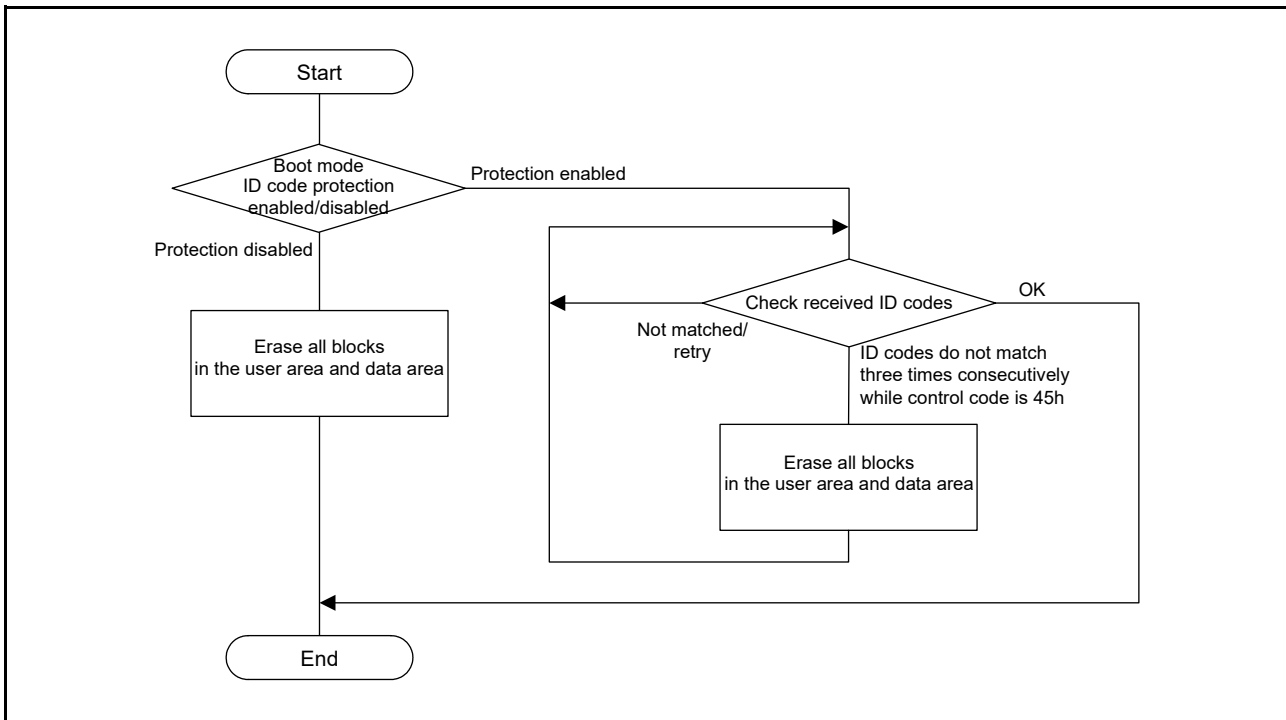 Start
Boot mode
ID code protection
enabled/disabled
Protection enabled
Protection disabled
Erase all blocks
in the user area and data area
Check received ID codes
OK
Not matched/
retry
ID codes do not match
three times consecutively
while control code is 45h
Erase all blocks
in the user area and data area
End